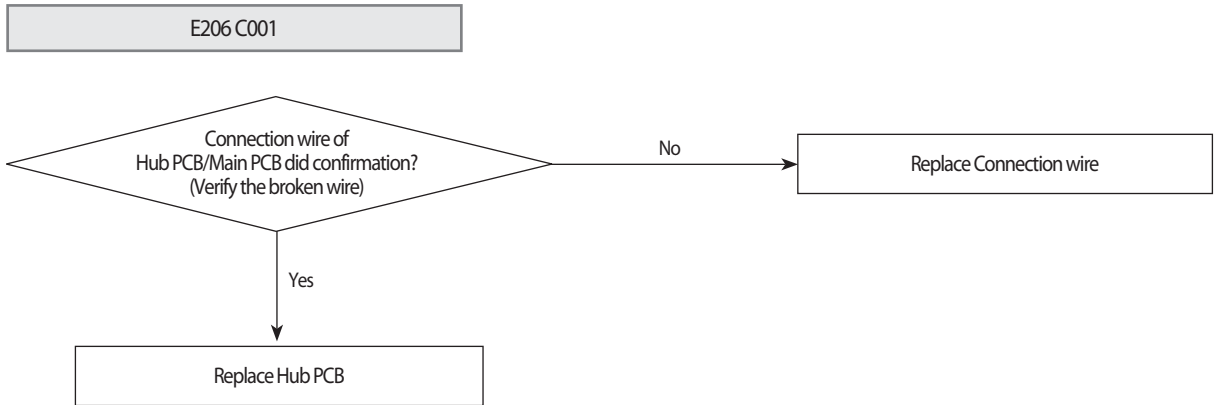 E206 C001
Connection wire of
Hub PCB/Main PCB did confirmation?
(Verify the broken wire)
No
Replace Connection wire
Yes
Replace Hub PCB